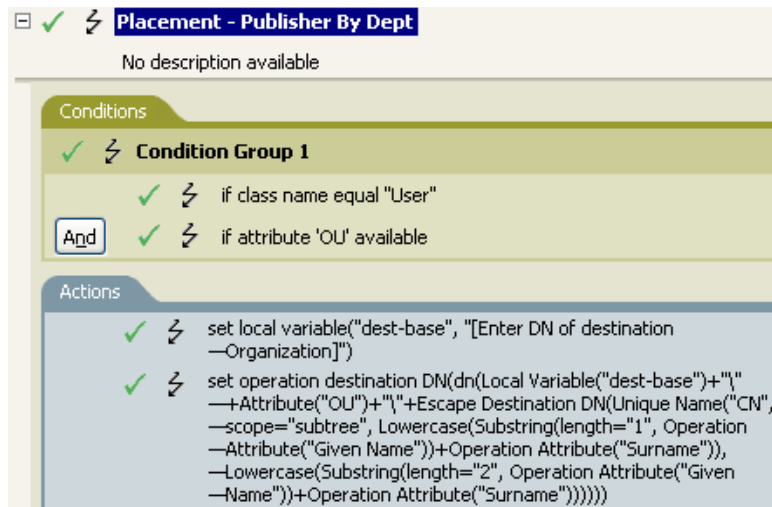 Placement - Publisher By Dept
No description available
Conditions
Condition Group 1
if class name equal "User"
And if attribute 'OU' available
Actions
set local variable("dest-base", "[Enter DN of destination
—Organization]")
set operation destination DN(dn(Local Variable("dest-base")+"\"
—+Attribute("OU")+"\"+Escape Destination DN(Unique Name("CN",
—scope="subtree", Lowercase(Substring(length="1", Operation
—Attribute("Given Name"))+Operation Attribute("Surname")),
—Lowercase(Substring(length="2", Operation Attribute("Given
—Name"))+Operation Attribute("Surname"))))))